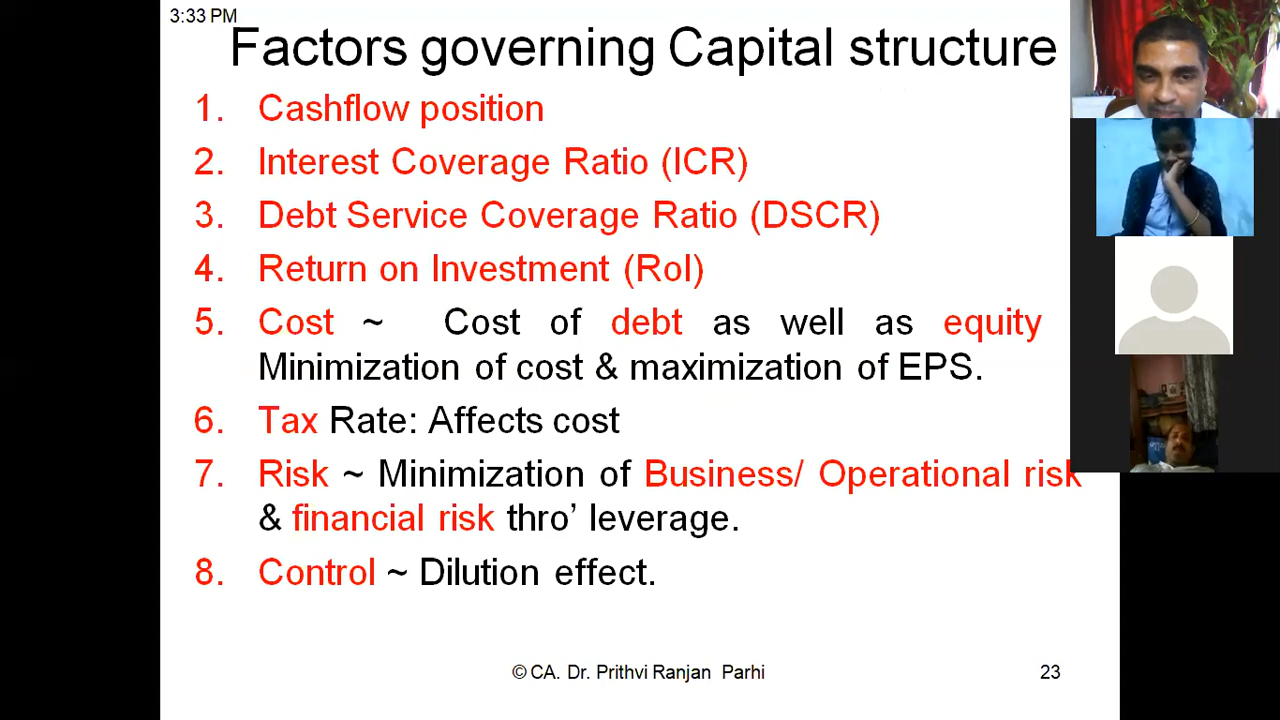 3:33 PM
Factors governing Capital structure
1. Cashflow position
2. Interest Coverage Ratio (ICR)
3. Debt Service Coverage Ratio (DSCR)
4. Return on Investment (RoI)
5. Cost ~ Cost of debt as well as equity
Minimization of cost & maximization of EPS.
6. Tax Rate: Affects cost
7. Risk ~ Minimization of Business/ Operational risk
& financial risk thro’ leverage.
8. Control ~ Dilution effect.
© CA. Dr. Prithvi Ranjan Parhi 23